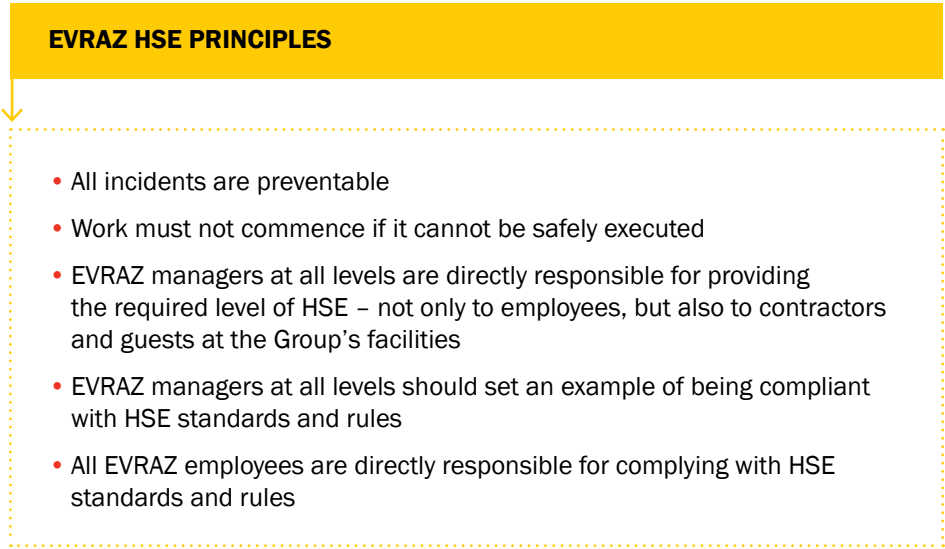 EVRAZ HSE PRINCIPLES
• All incidents are preventable
• Work must not commence if it cannot be safely executed
• EVRAZ managers at all levels are directly responsible for providing
the required level of HSE – not only to employees, but also to contractors
and guests at the Group’s facilities
• EVRAZ managers at all levels should set an example of being compliant
with HSE standards and rules
• All EVRAZ employees are directly responsible for complying with HSE
standards and rules